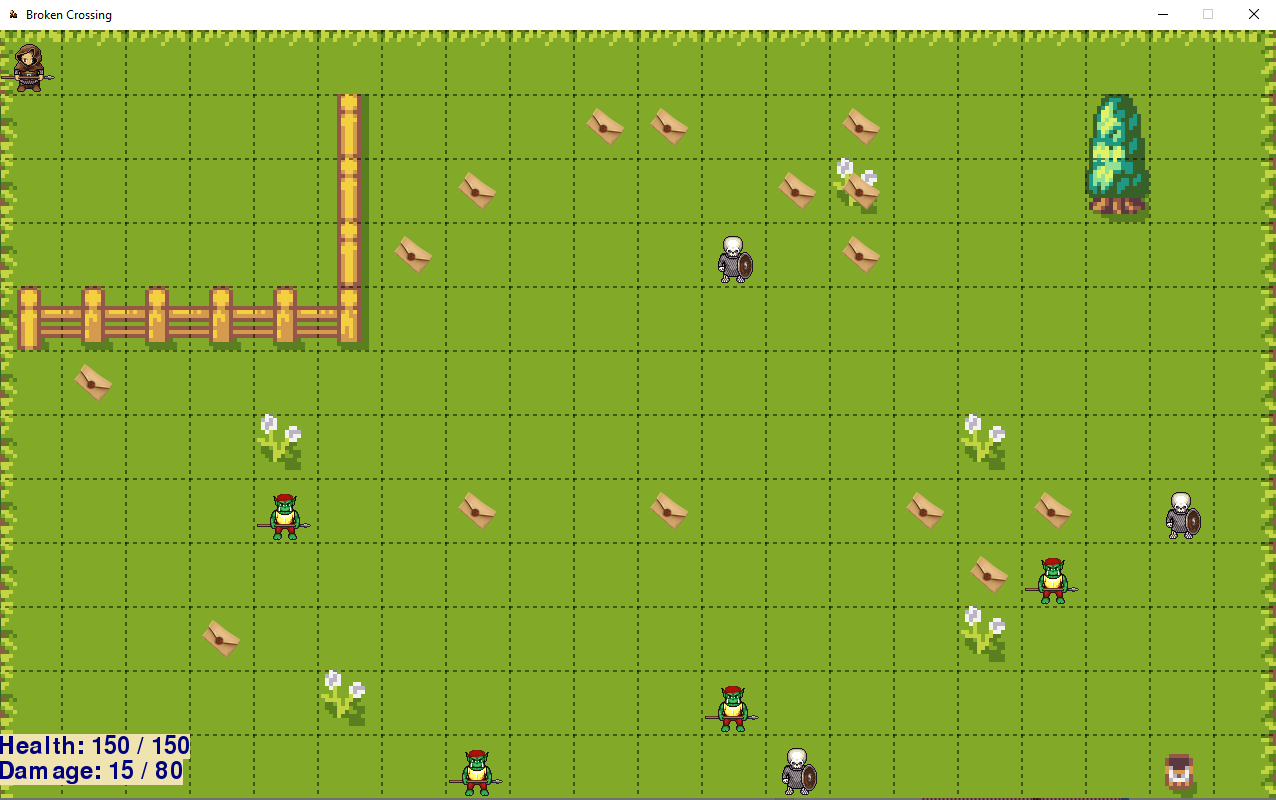 Broken Crossing
Health: 150 / 150
Damage: 15 / 80